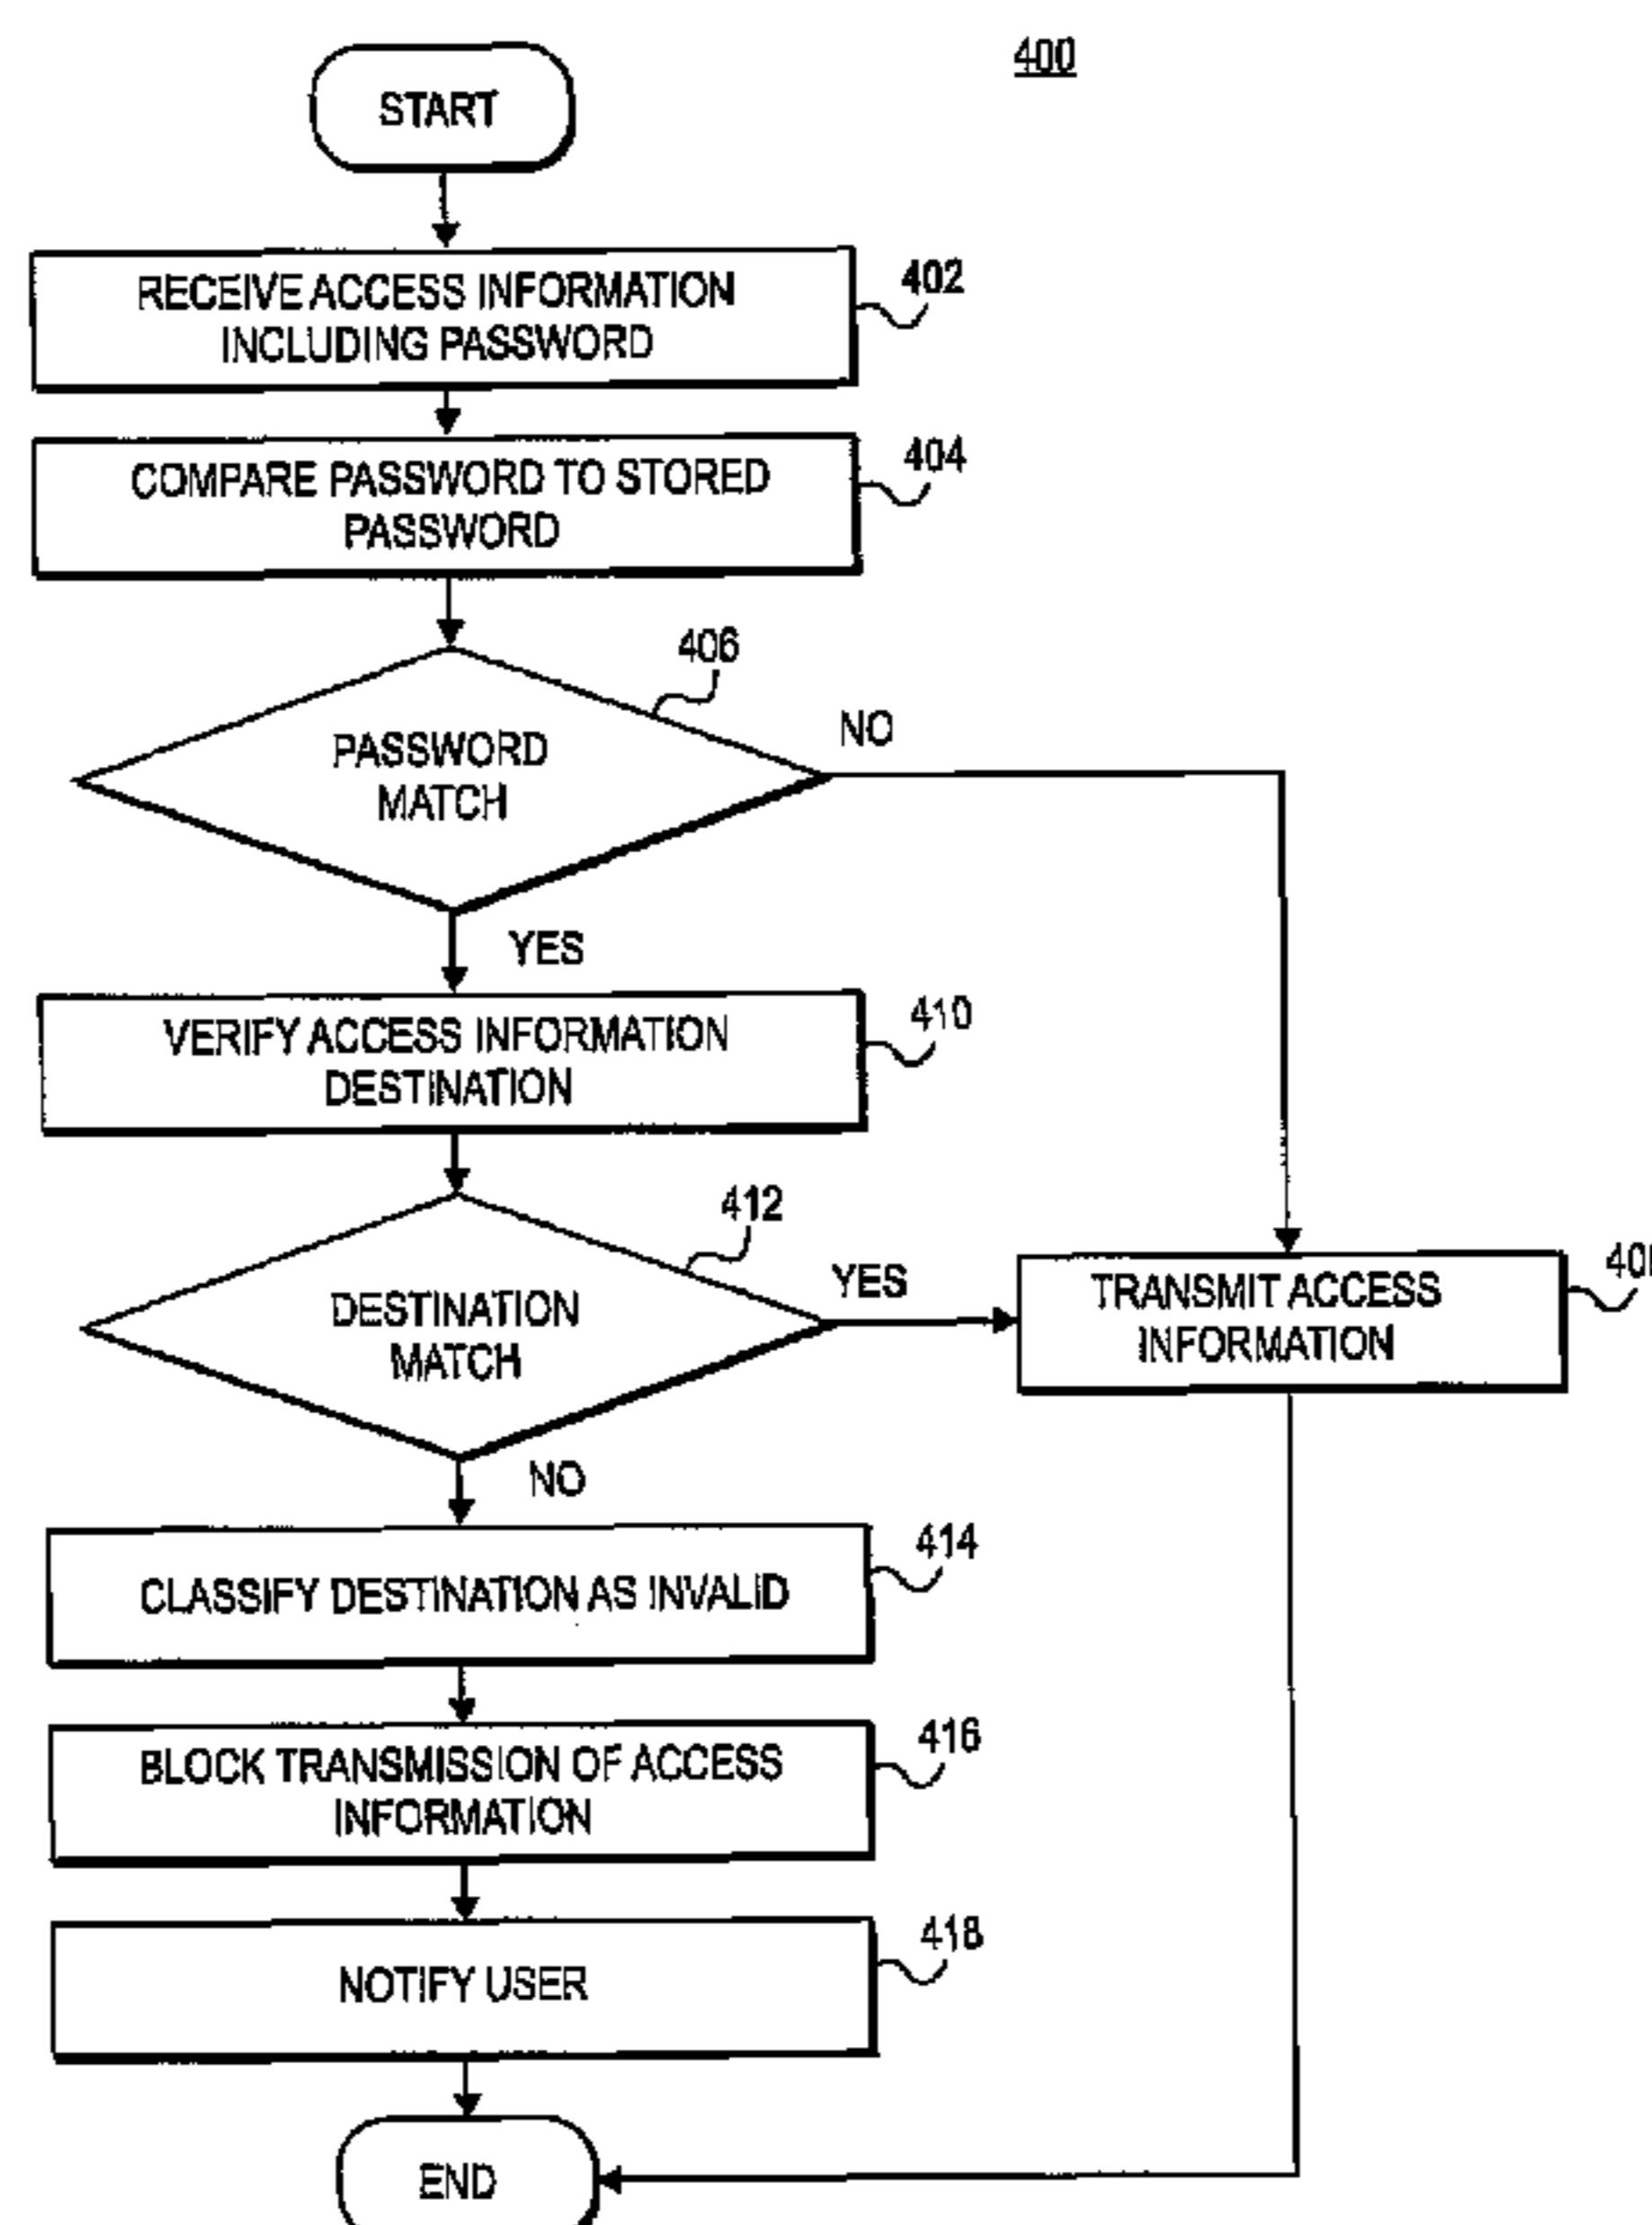 400
START
RECEIVE ACCESS INFORMATION
INCLUDING PASSWORD
402
COMPARE PASSWORD TO STORED
PASSWORD
404
406
PASSWORD
MATCH
NO
YES
VERIFY ACCESS INFORMATION
DESTINATION
410
412
DESTINATION
MATCH
YES
TRANSMIT ACCESS
INFORMATION
NO
CLASSIFY DESTINATION AS INVALID
414
BLOCK TRANSMISSION OF ACCESS
INFORMATION
416
NOTIFY USER
418
END